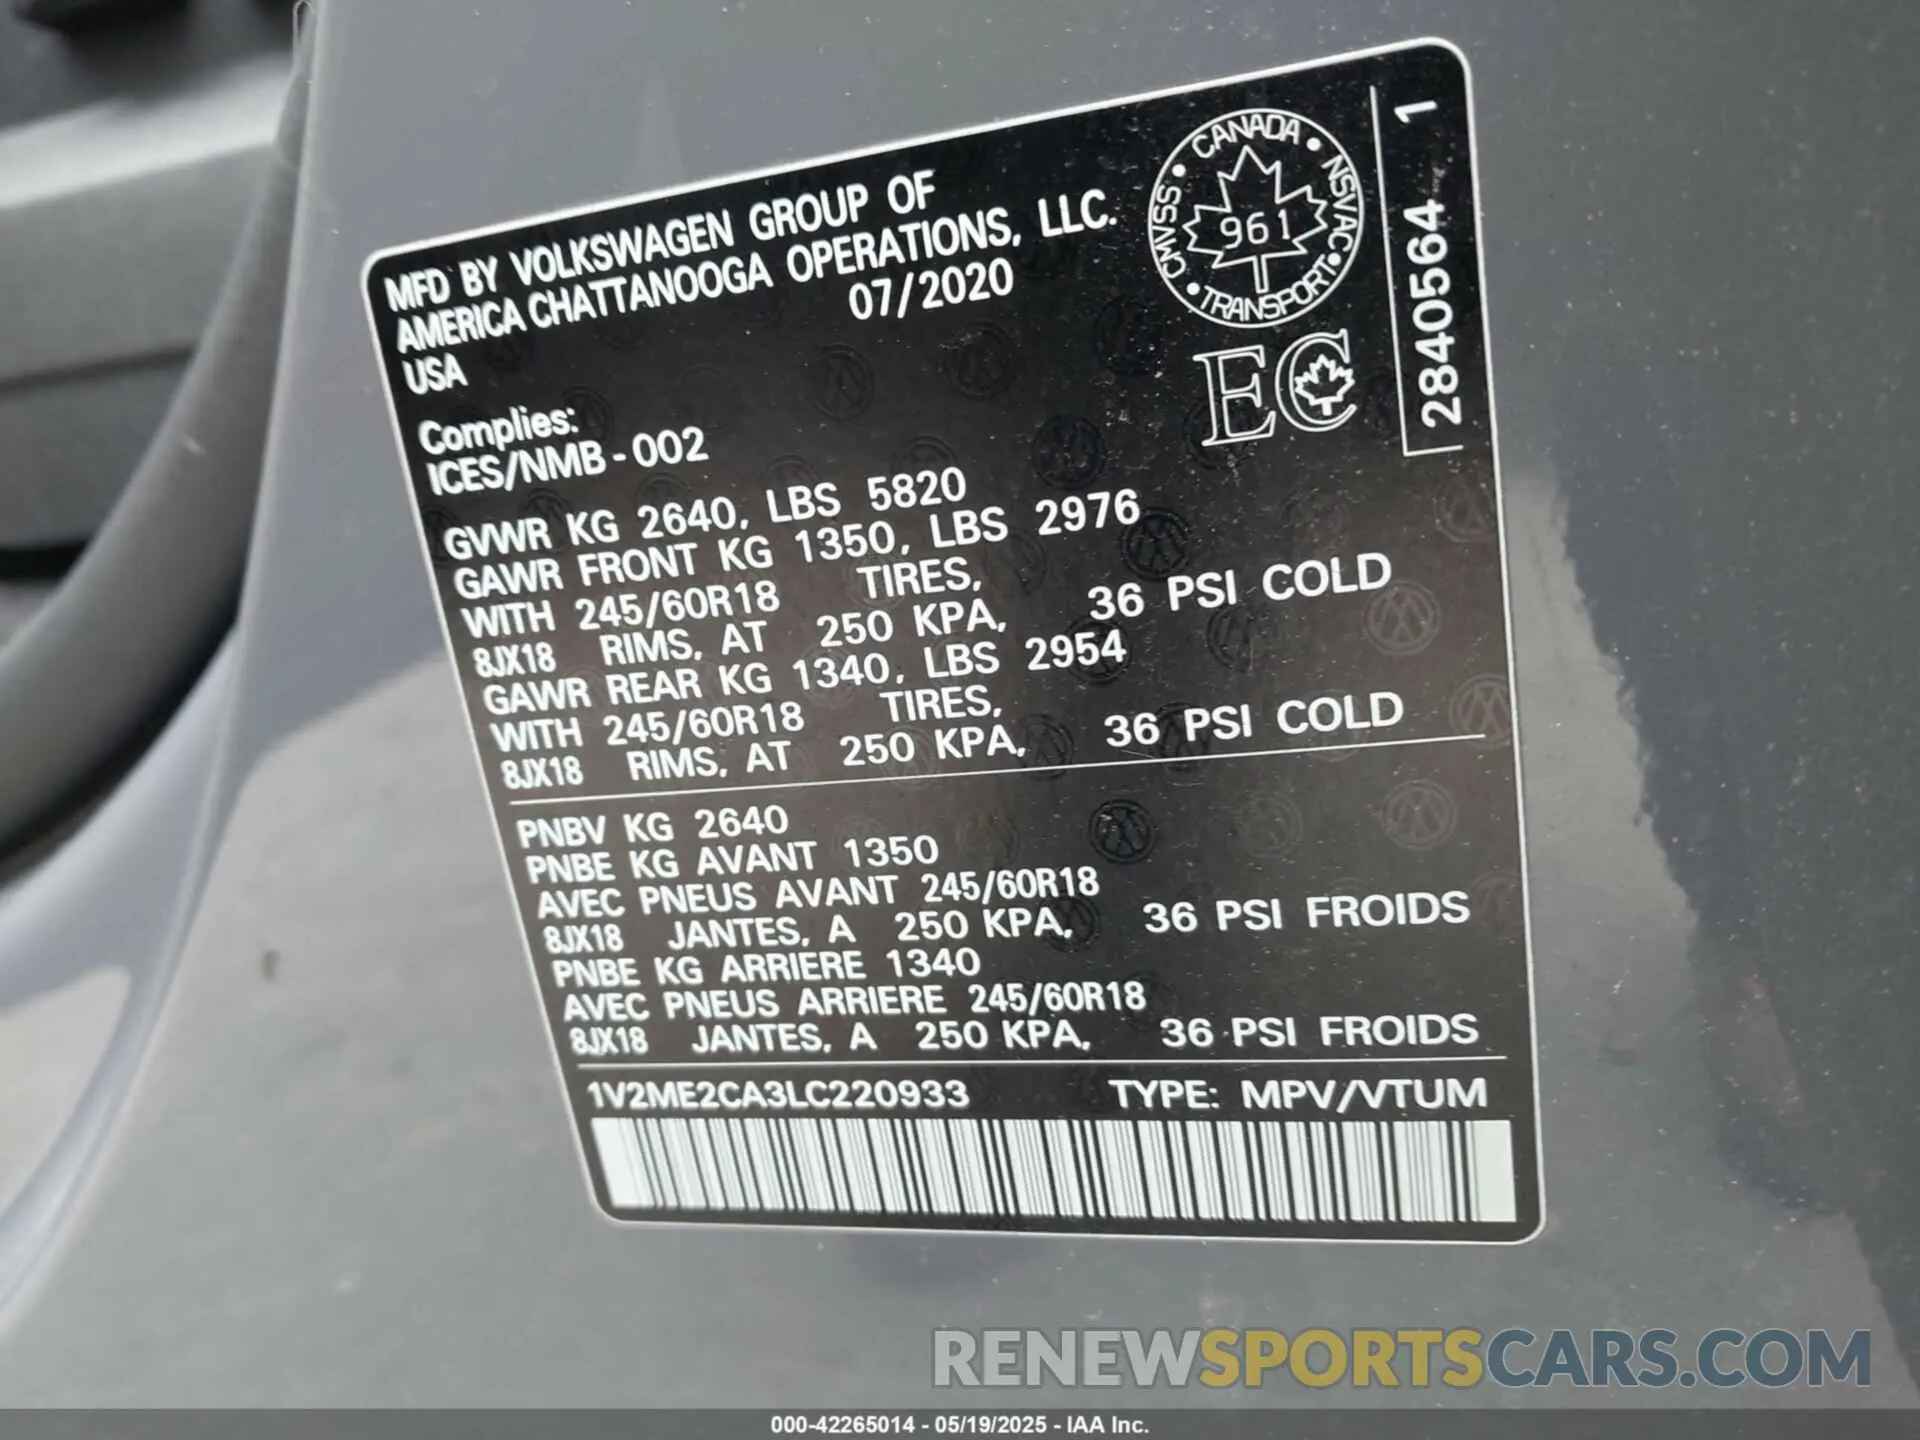 MFD BY VOLKSWAGEN GROUP OF
AMERICA CHATTANOOGA OPERATIONS, LLC.
USA 07/2020
CANADA • NSVAC • TRANSPORT • CMVSS •
961
EC
2840564 1
Complies:
ICES/NMB-002
GVWR KG 2640, LBS 5820
GAWR FRONT KG 1350, LBS 2976
WITH 245/60R18 TIRES,
8JX18 RIMS, AT 250 KPA, 36 PSI COLD
GAWR REAR KG 1340, LBS 2954
WITH 245/60R18 TIRES,
8JX18 RIMS, AT 250 KPA, 36 PSI COLD
PNBV KG 2640
PNBE KG AVANT 1350
AVEC PNEUS AVANT 245/60R18
8JX18 JANTES, A 250 KPA, 36 PSI FROIDS
PNBE KG ARRIERE 1340
AVEC PNEUS ARRIERE 245/60R18
8JX18 JANTES, A 250 KPA, 36 PSI FROIDS
1V2ME2CA3LC220933 TYPE: MPV/VTUM
RENEWSPORTSCARS.COM
000-42265014 - 05/19/2025 - IAA Inc.